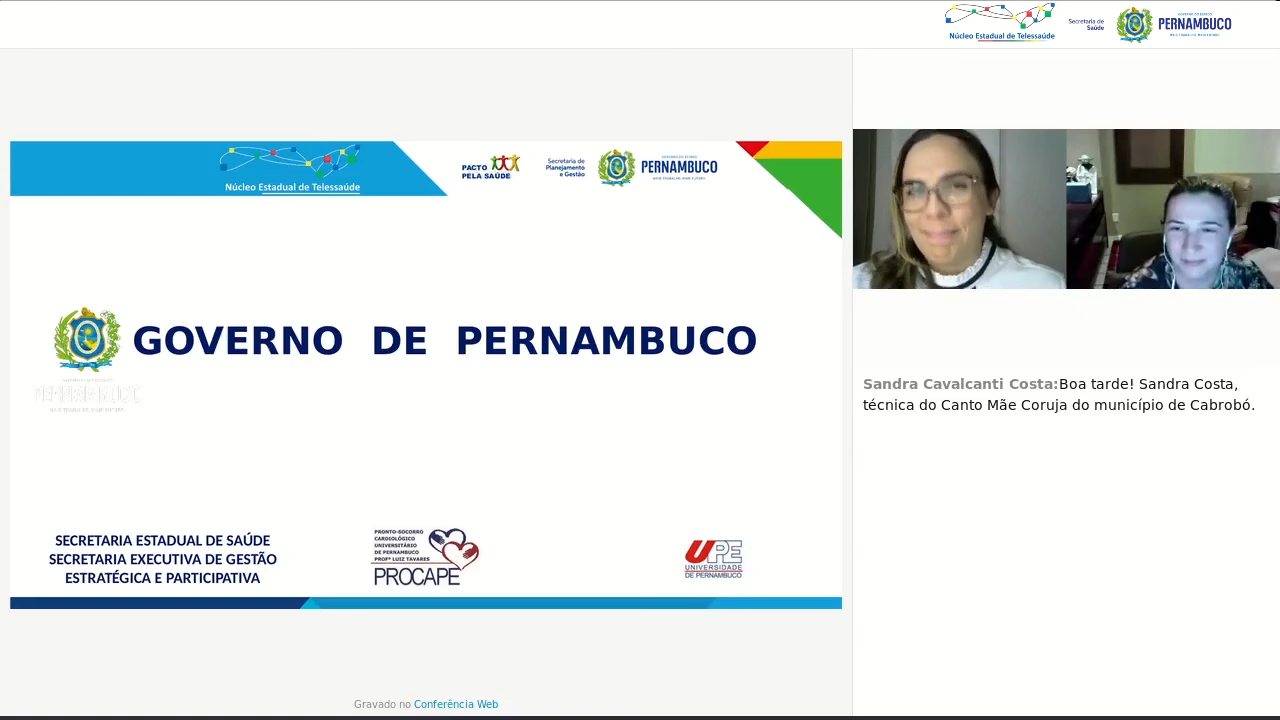 Núcleo Estadual de Telessaúde
Secretaria de
Saúde
PERNAMBUCO
Núcleo Estadual de Telessaúde
PACTO
PELA SAÚDE
Secretaria de
Planejamento
e Gestão
PERNAMBUCO
GOVERNO DE PERNAMBUCO
PERNAMBUCO
SECRETARIA ESTADUAL DE SAÚDE
SECRETARIA EXECUTIVA DE GESTÃO
ESTRATÉGICA E PARTICIPATIVA
PRONTO-SOCORRO
CARDIOLÓGICO
UNIVERSITÁRIO
DE PERNAMBUCO
PROFº LUIZ TAVARES
PROCAPE
UPE
UNIVERSIDADE
DE PERNAMBUCO
Sandra Cavalcanti Costa:Boa tarde! Sandra Costa,
técnica do Canto Mãe Coruja do município de Cabrobó.
Gravado no Conferência Web